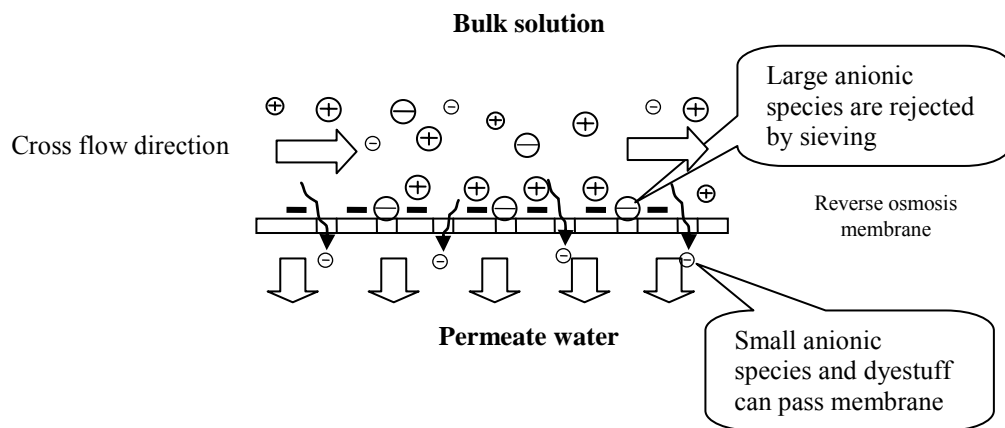 Bulk solution
Large anionic
species are rejected
by sieving
Cross flow direction
Reverse osmosis
membrane
Permeate water
Small anionic
species and dyestuff
can pass membrane